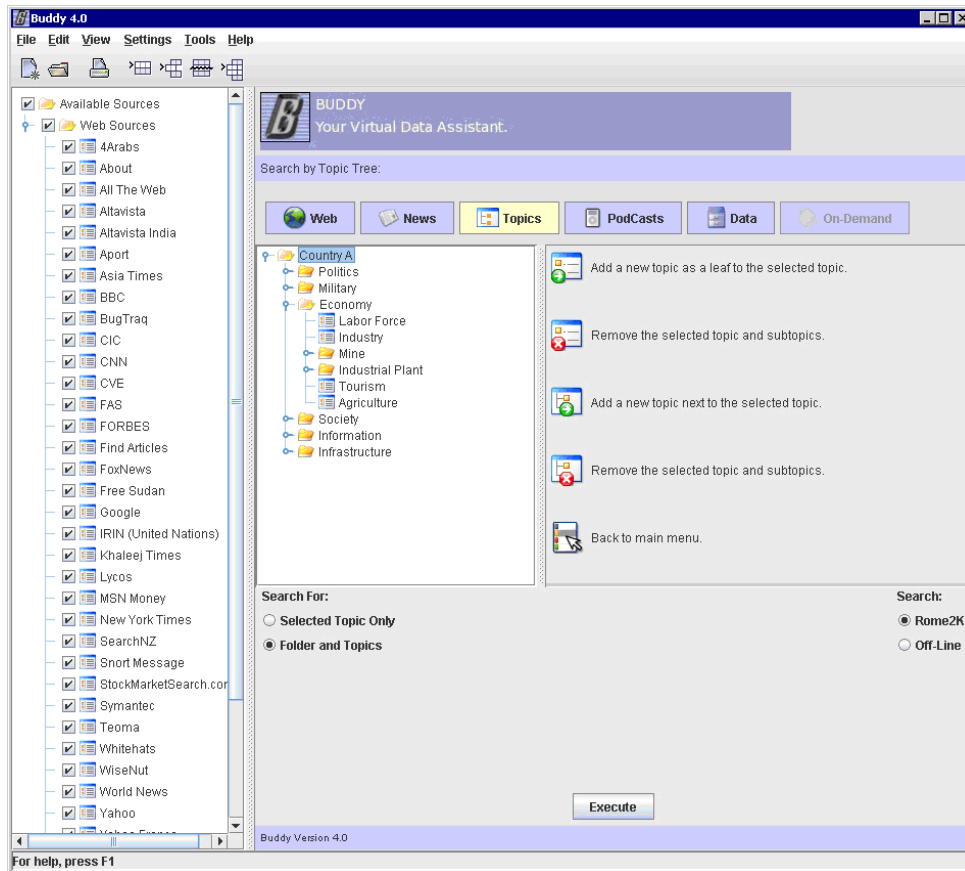 Buddy 4.0
File Edit View Settings Tools Help
Available Sources
Web Sources
4Arabs
About
All The Web
Altavista
Altavista India
Aport
Asia Times
BBC
BugTraq
CIC
CNN
CVE
FAS
FORBES
Find Articles
FoxNews
Free Sudan
Google
IRIN (United Nations)
Khaleej Times
Lycos
MSN Money
New York Times
SearchNZ
Snort Message
StockMarketSearch.cor
Symantec
Teoma
Whitehats
WiseNut
World News
Yahoo
B BUDDY
Your Virtual Data Assistant.
Search by Topic Tree:
Web News Topics PodCasts Data On-Demand
Country A
Politics
Military
Economy
Labor Force
Industry
Mine
Industrial Plant
Tourism
Agriculture
Society
Information
Infrastructure
Add a new topic as a leaf to the selected topic.
Remove the selected topic and subtopics.
Add a new topic next to the selected topic.
Remove the selected topic and subtopics.
Back to main menu.
Search For:
Selected Topic Only
Folder and Topics
Search:
Rome2K
Off-Line
Execute
Buddy Version 4.0
For help, press F1